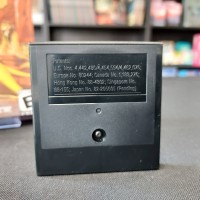 Patents:
U.S. Nos. 4,442,486/4,454,594/4,462,076
Europe No. 80244; Canada No. 1,183,276;
Hong Kong No. 88-4302; Singapore No.
88-155; Japan No. 82-205605 (Pending)